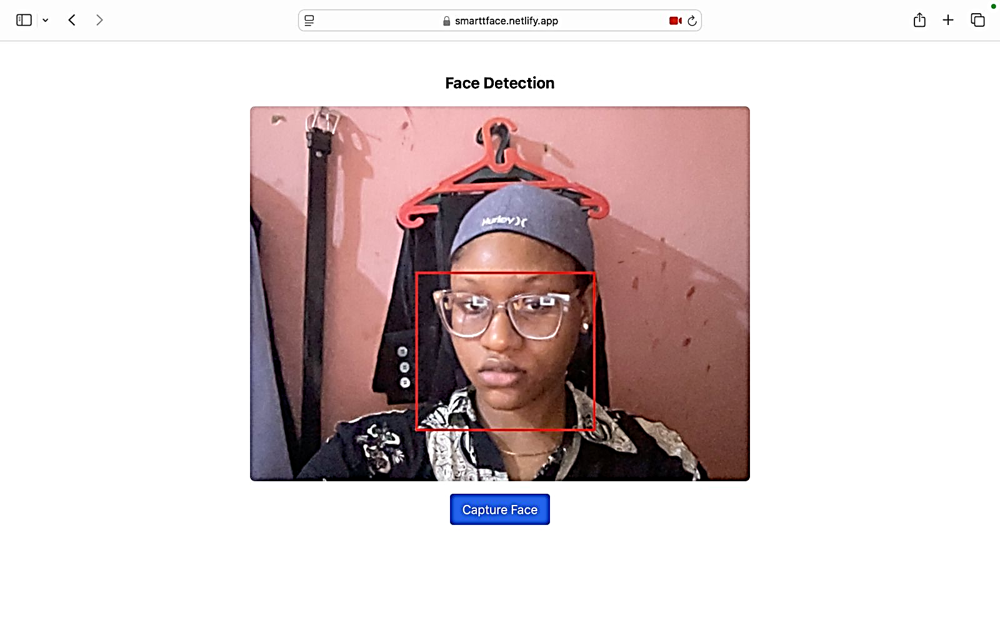 smarttface.netlify.app
Face Detection
Hurley
Capture Face